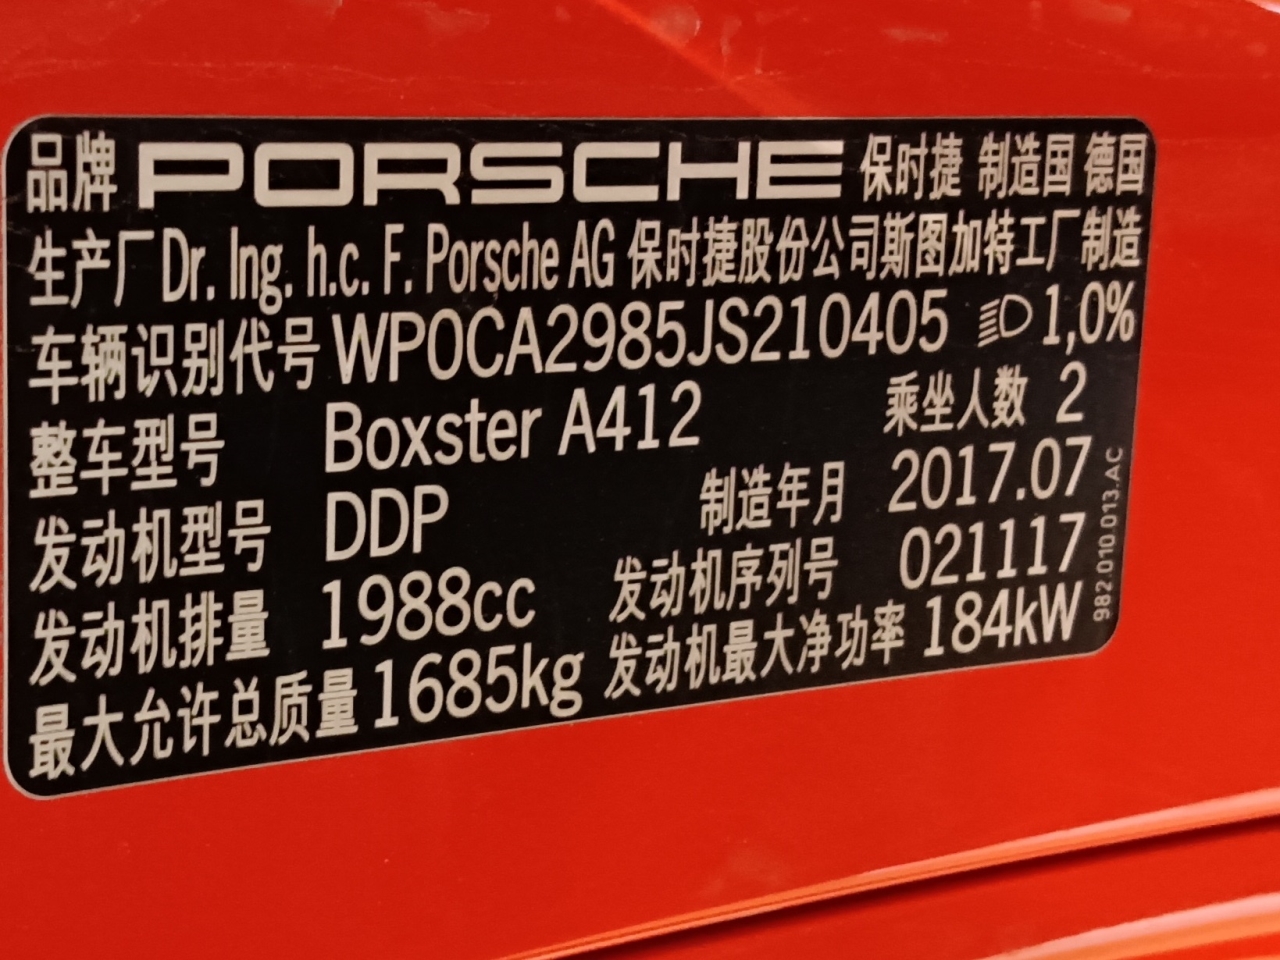 品牌 PORSCHE 保时捷 制造国 德国
生产厂 Dr. Ing. h.c. F. Porsche AG 保时捷股份公司斯图加特工厂制造
车辆识别代号 WP0CA2985JS210405 1,0%
整车型号 Boxster A412 乘坐人数 2
发动机型号 DDP 制造年月 2017.07
发动机排量 1988cc 发动机序列号 021117
最大允许总质量 1685kg 发动机最大净功率 184kW
982.010.013.AC